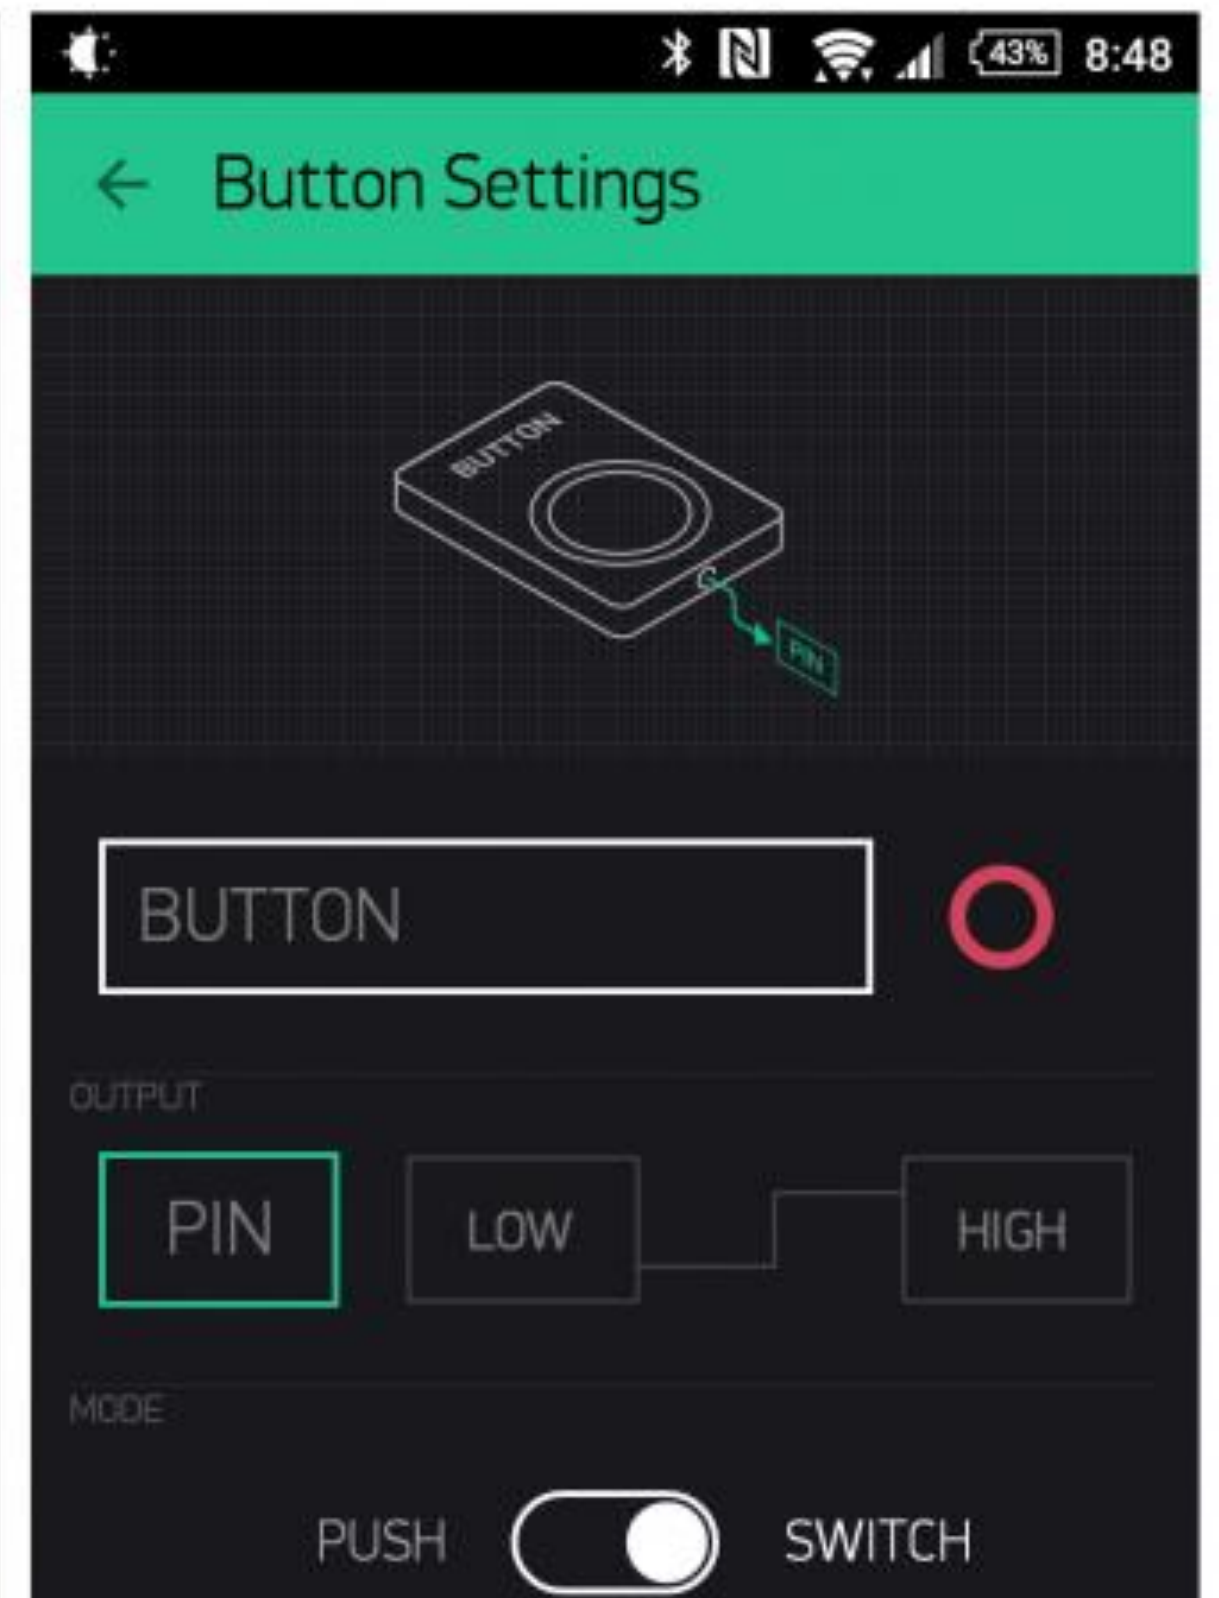 43% 8:48
Button Settings
BUTTON
PIN
BUTTON
OUTPUT
PIN LOW HIGH
MODE
PUSH SWITCH